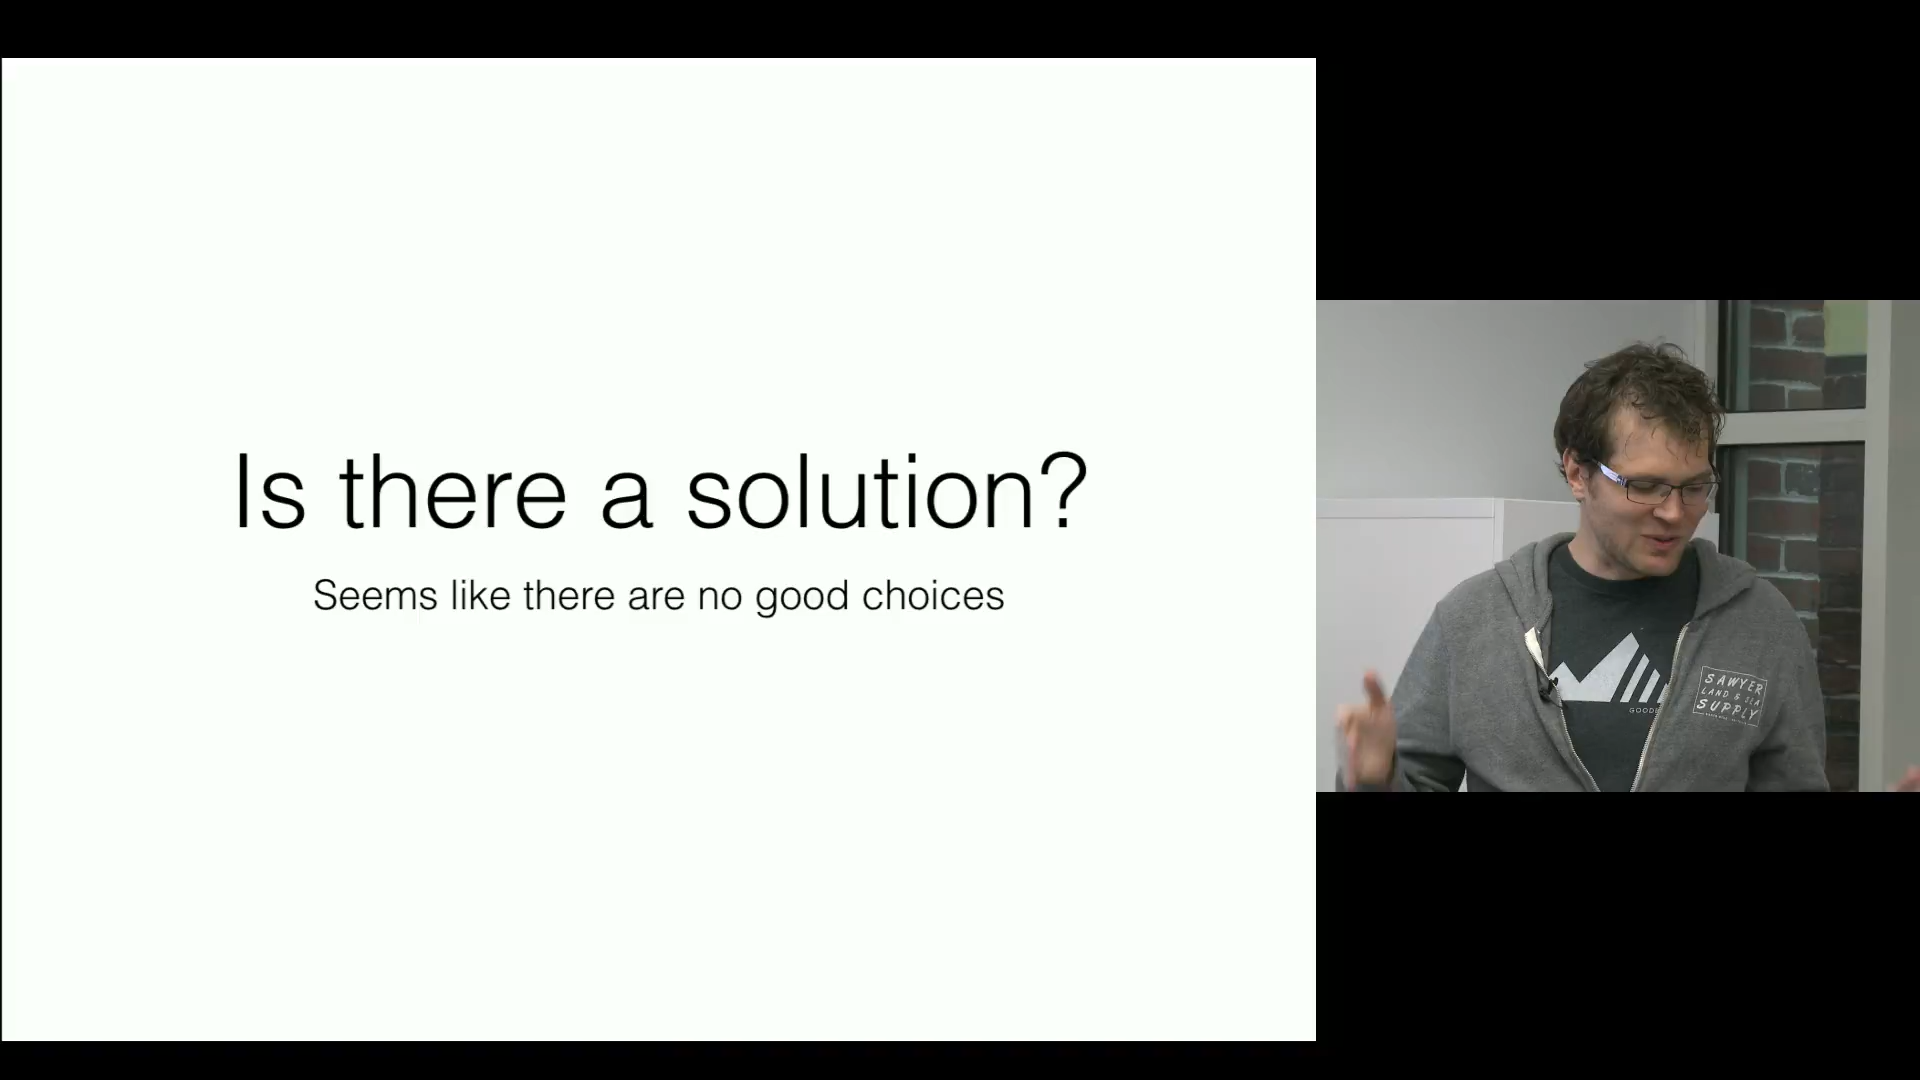 Is there a solution?
Seems like there are no good choices
SAWYER
LAND & SEA
SUPPLY